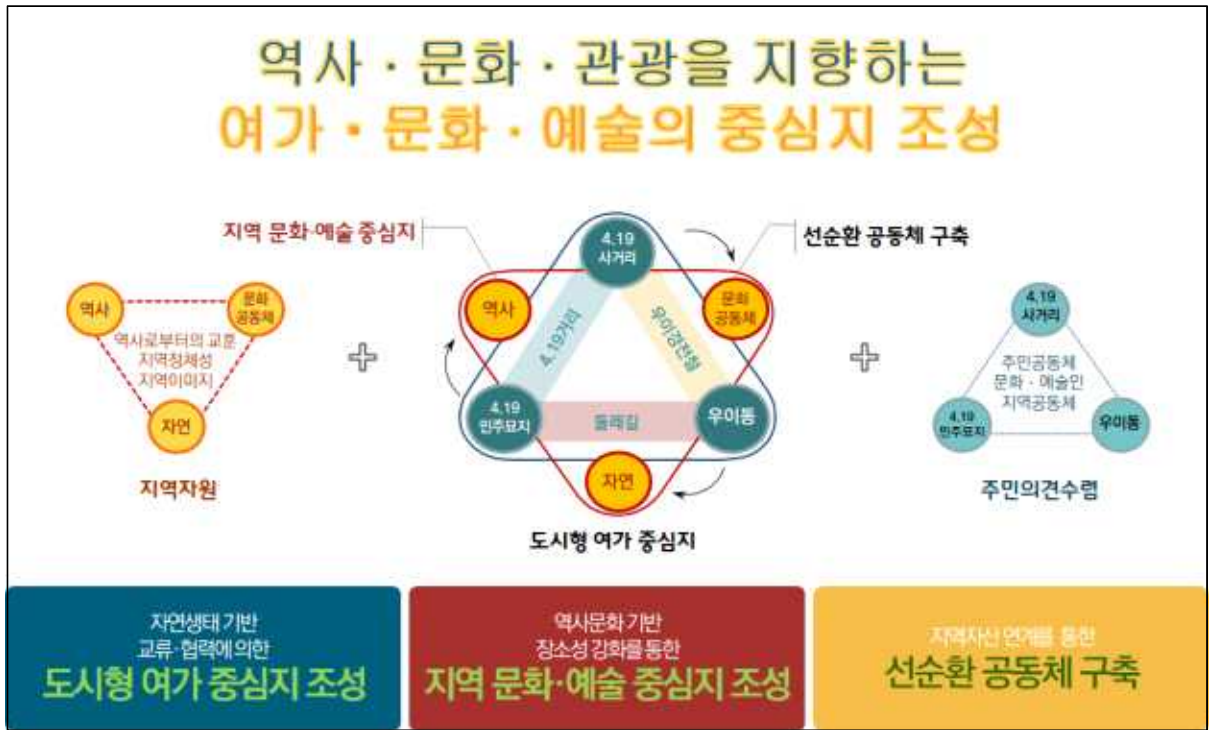 역사 · 문화 · 관광을 지향하는
여가 · 문화 · 예술의 중심지 조성
지역 문화·예술 중심지
선순환 공동체 구축
역사
문화
공동체
역사로부터의 교훈
지역정체성
지역이미지
자연
지역자원
4.19
사거리
역사
문화
공동체
4.19거리
우이경전철
4.19
민주묘지
둘레길
우이동
자연
도시형 여가 중심지
4.19
사거리
주민공동체
문화 · 예술인
지역공동체
4.19
민주묘지
우이동
주민의견수렴
자연생태 기반
교류·협력에 의한
도시형 여가 중심지 조성
역사문화 기반
장소성 강화를 통한
지역 문화·예술 중심지 조성
지역자산 연계를 통한
선순환 공동체 구축